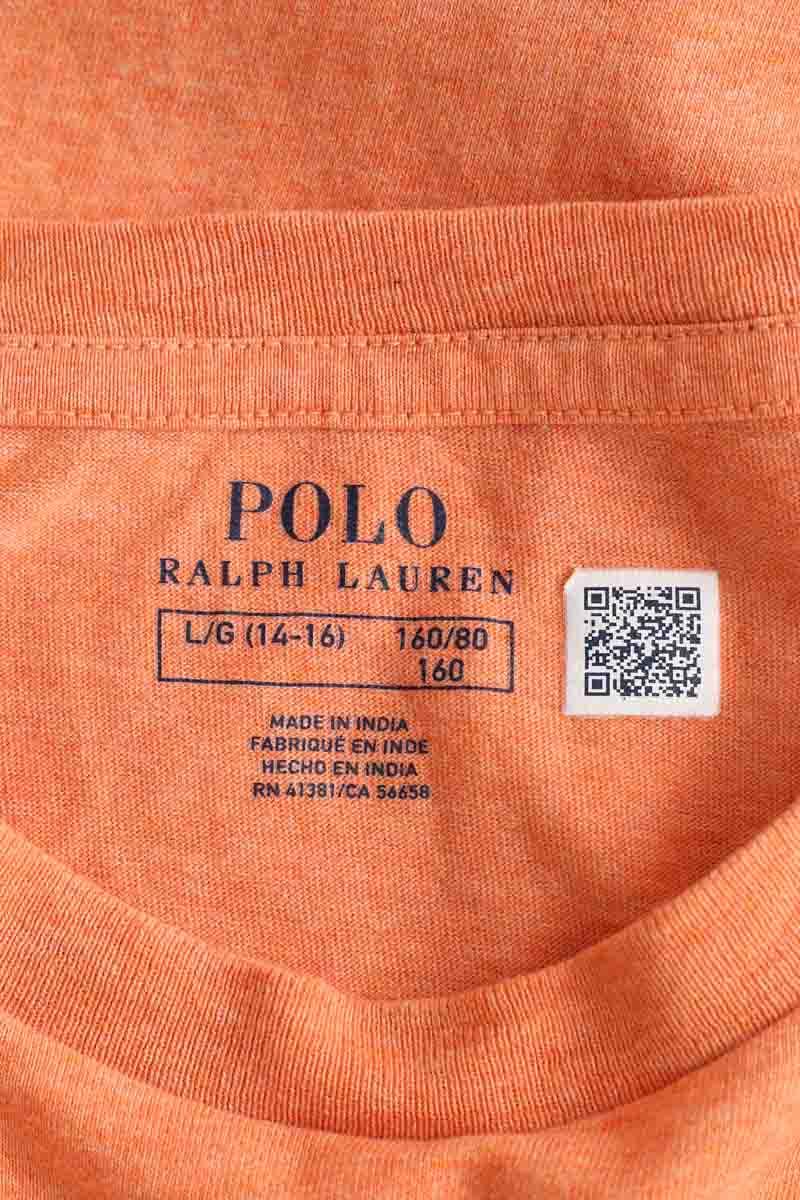 POLO
RALPH LAUREN
L/G (14-16) 160/80
160
MADE IN INDIA
FABRIQUÉ EN INDE
HECHO EN INDIA
RN 41381/CA 56658